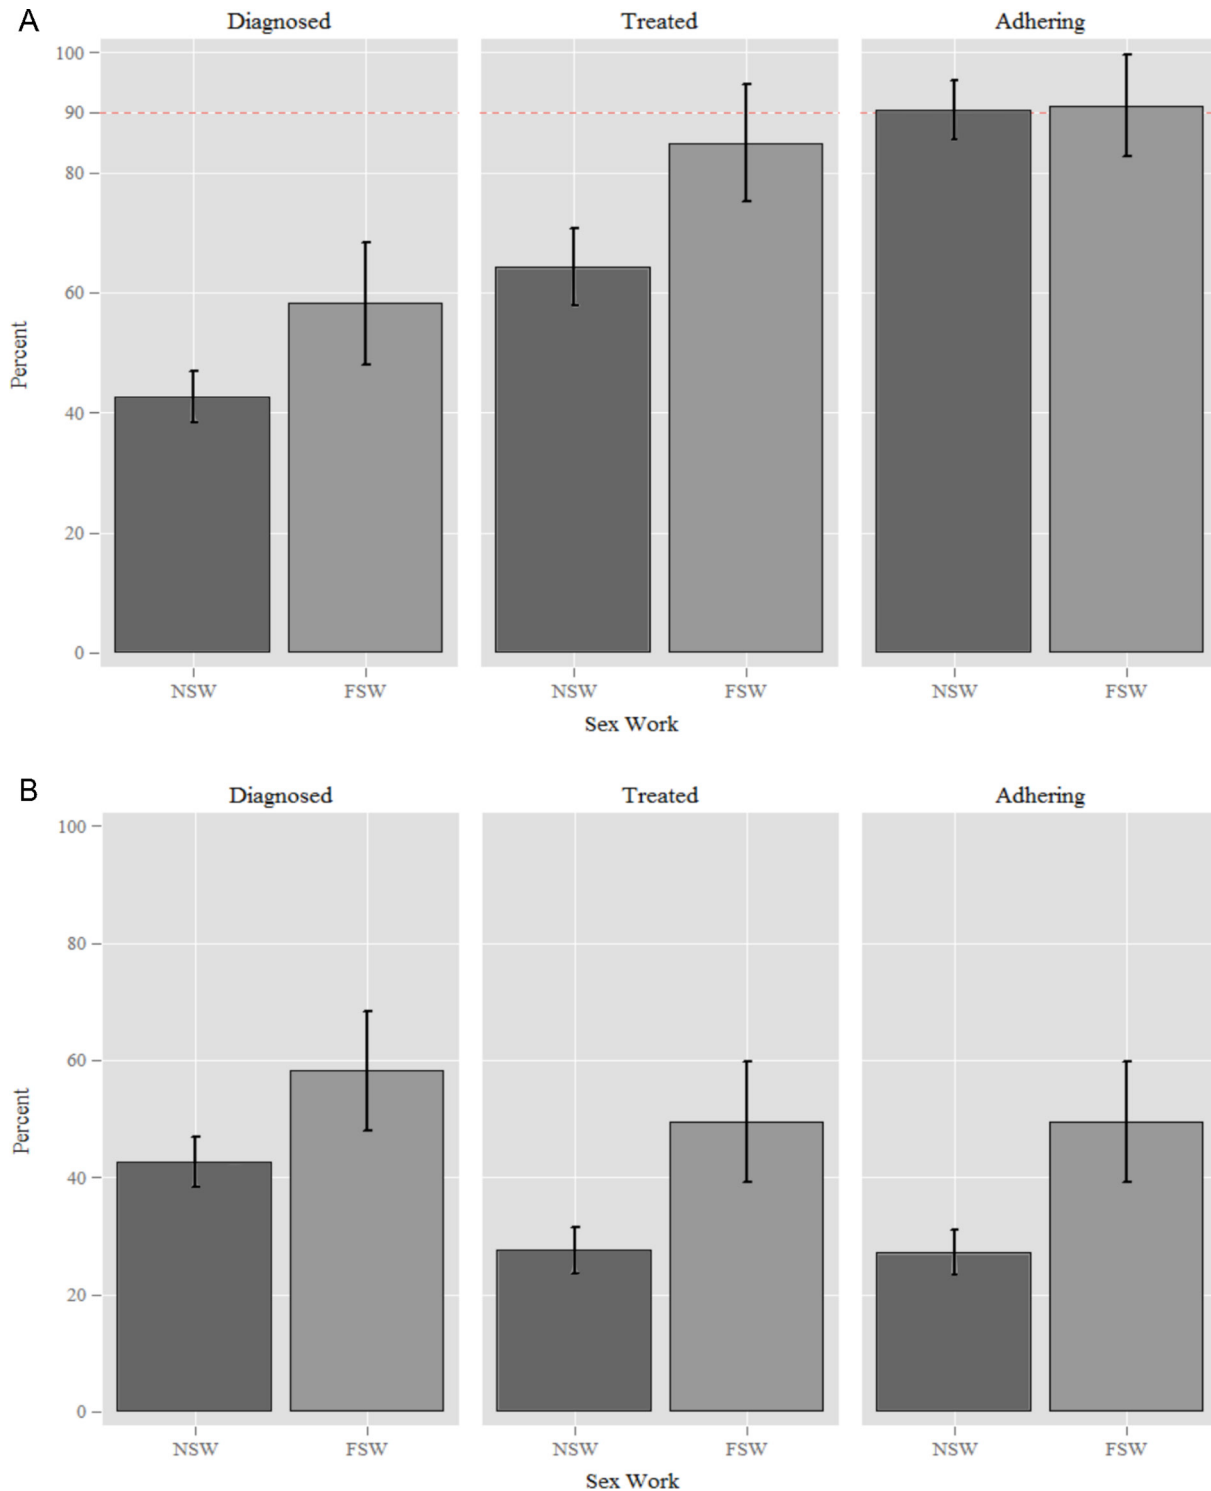 A
Diagnosed Treated Adhering
100
90
80
60
40
20
0
Percent
NSW FSW NSW FSW NSW FSW
Sex Work
B
Diagnosed Treated Adhering
100
80
60
40
20
0
Percent
NSW FSW NSW FSW NSW FSW
Sex Work